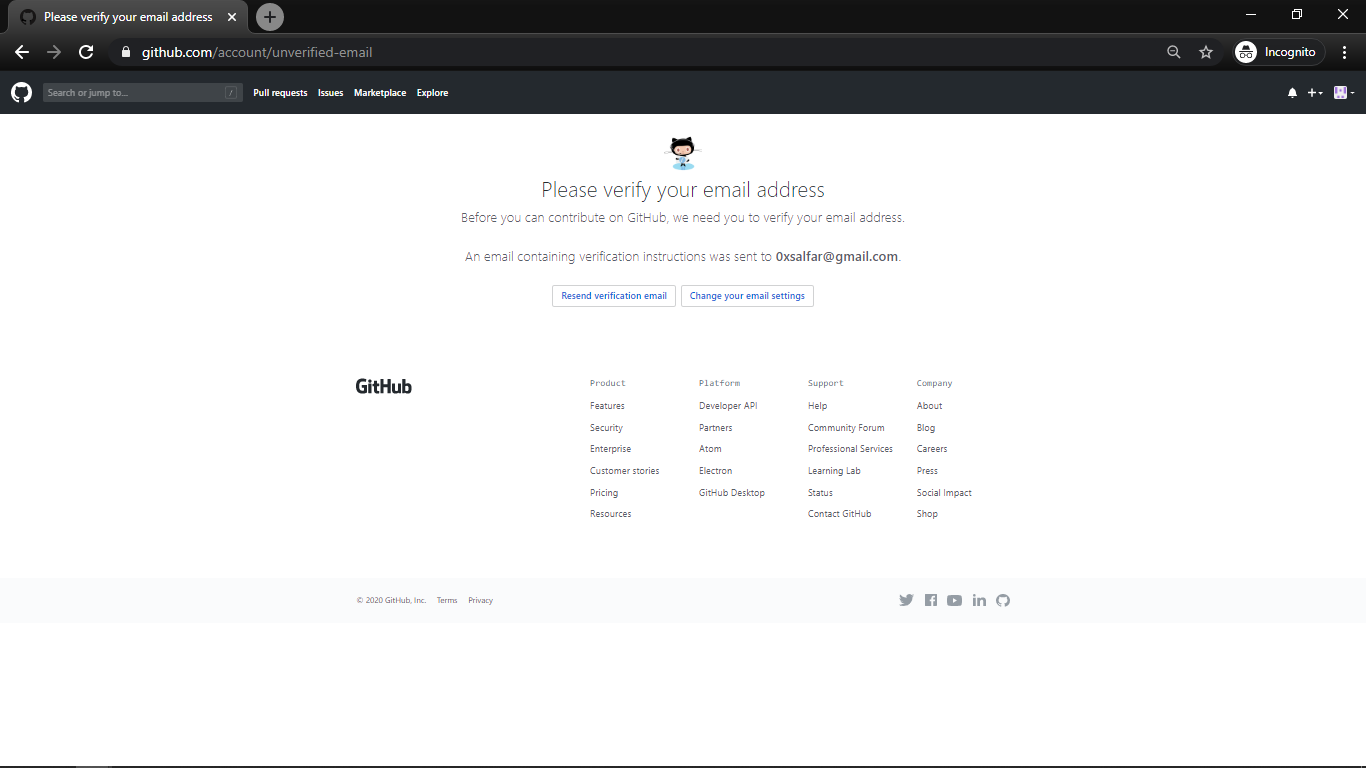 Please verify your email address
github.com/account/unverified-email
Incognito
Search or jump to... /
Pull requests Issues Marketplace Explore
Please verify your email address
Before you can contribute on GitHub, we need you to verify your email address.
An email containing verification instructions was sent to 0xsalfar@gmail.com.
Resend verification email Change your email settings
GitHub
Product Platform Support Company
Features Developer API Help About
Security Partners Community Forum Blog
Enterprise Atom Professional Services Careers
Customer stories Electron Learning Lab Press
Pricing GitHub Desktop Status Social Impact
Resources Contact GitHub Shop
© 2020 GitHub, Inc. Terms Privacy